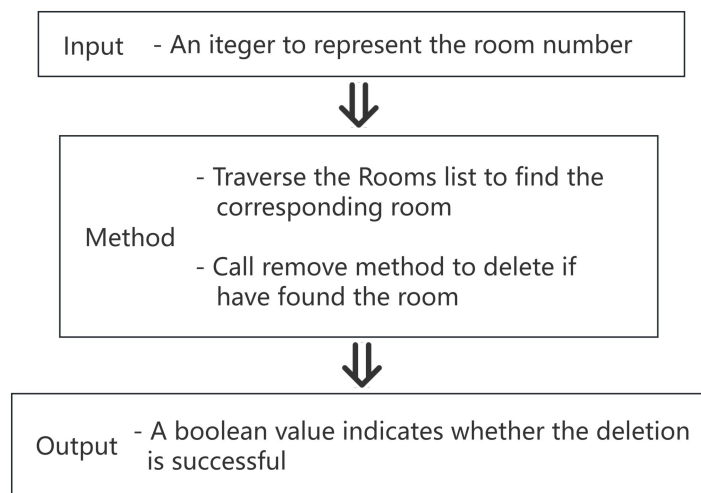 Input - An iteger to represent the room number
- Traverse the Rooms list to find the
corresponding room
Method
- Call remove method to delete if
have found the room
Output - A boolean value indicates whether the deletion
is successful